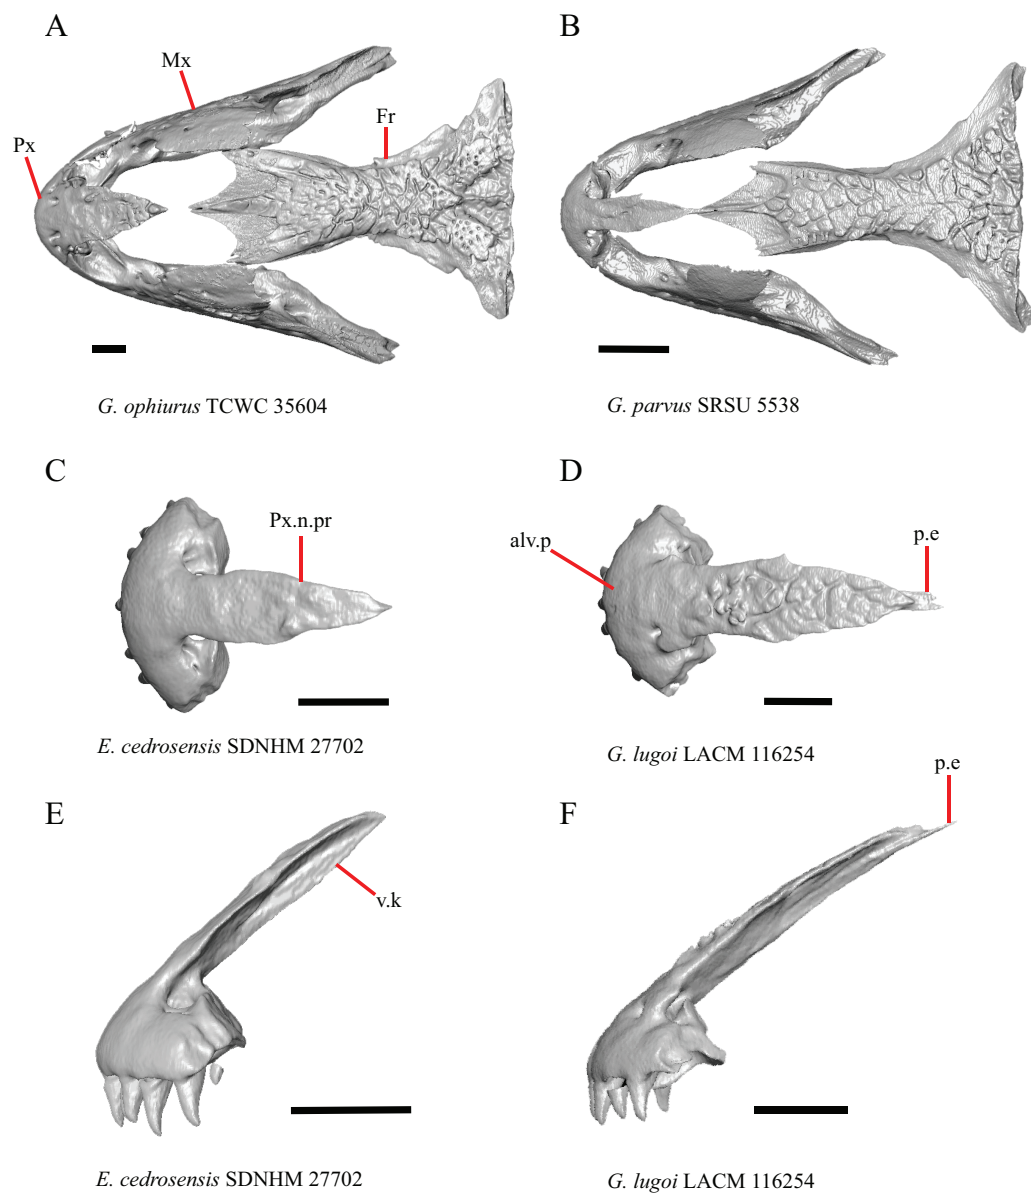 A
B
Mx
Fr
Px
G. ophiurus TCWC 35604
G. parvus SRSU 5538
C
D
Px.n.pr
alv.p
p.e
E. cedrosensis SDNHM 27702
G. lugoi LACM 116254
p.e
E
F
v.k
E. cedrosensis SDNHM 27702
G. lugoi LACM 116254